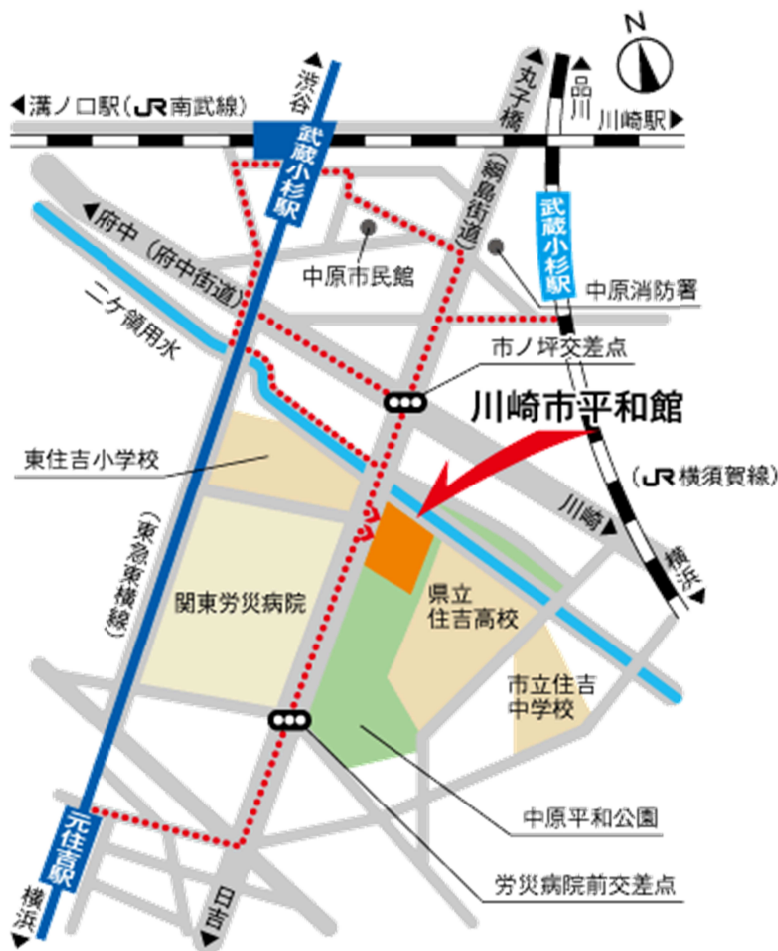 N
渋谷
丸子橋
品川
溝ノ口駅(JR南武線)
川崎駅
武蔵小杉駅
(綱島街道)
武蔵小杉駅
府中(府中街道)
中原市民館
中原消防署
二ケ領用水
市ノ坪交差点
川崎市平和館
東住吉小学校
(JR横須賀線)
川崎
横浜
(東急東横線)
関東労災病院
県立
住吉高校
市立住吉
中学校
中原平和公園
元住吉駅
労災病院前交差点
横浜
日吉